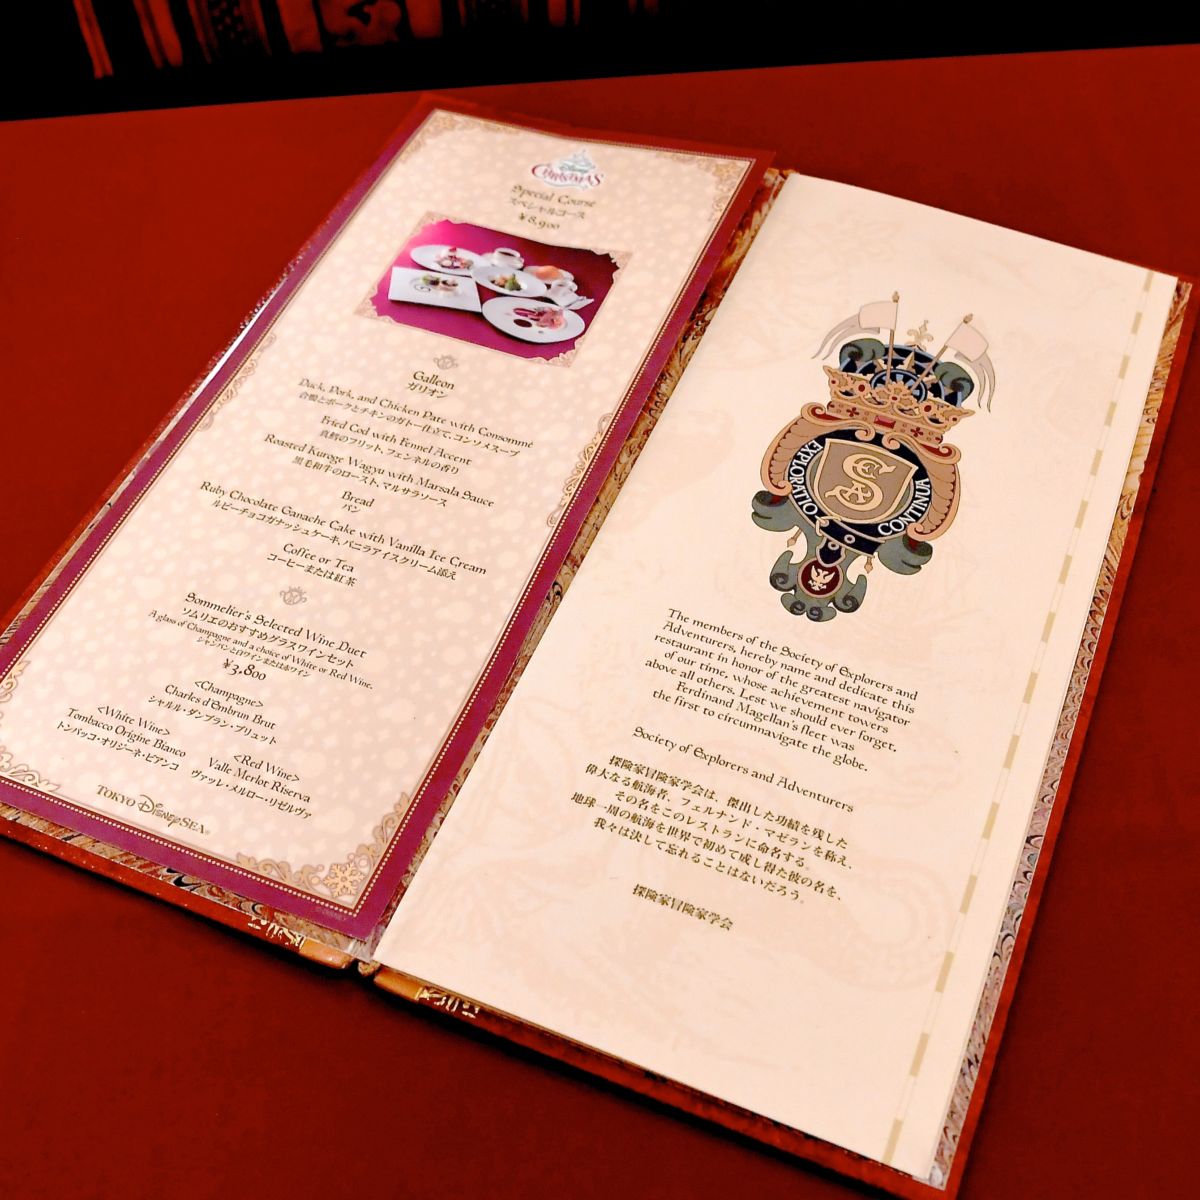 Disney
CHRISTMAS
Special Course
スペシャルコース
¥8,900
Galleon
ガリオン
Duck, Pork, and Chicken Pate with Consommé
合鴨とポークとチキンのガトー仕立て、コンソメスープ
Fried Cod with Fennel Accent
真鱈のフリット、フェンネルの香り
Roasted Kuroge Wagyu with Marsala Sauce
黒毛和牛のロースト、マルサラソース
Bread
パン
Ruby Chocolate Ganache Cake with Vanilla Ice Cream
ルビーチョコガナッシュケーキ、バニラアイスクリーム添え
Coffee or Tea
コーヒーまたは紅茶
Sommelier's Selected Wine Duet
ソムリエのおすすめグラスワインセット
A glass of Champagne and a choice of White or Red Wine.
シャンパンと白ワインまたは赤ワイン
¥3,800
<Champagne>
Charles d'Embrun Brut
シャルル・ダンブラン・ブリュット
<White Wine>
Tombacco Origine Bianco
トンバッコ・オリジーネ・ビアンコ
<Red Wine>
Valle Merlot Riserva
ヴァッレ・メルロー・リゼルヴァ
TOKYO DisneySEA®
EXPLORATIO CONTINUA
The members of the Society of Explorers and
Adventurers, hereby name and dedicate this
restaurant in honor of the greatest navigator
of our time, whose achievement towers
above all others. Lest we should ever forget,
Ferdinand Magellan's fleet was
the first to circumnavigate the globe.
Society of Explorers and Adventurers
探険家冒険家学会は、傑出した功績を残した
偉大なる航海者、フェルナンド・マゼランを称え、
その名をこのレストランに命名する。
地球一周の航海を世界で初めて成し得た彼の名を、
我々は決して忘れることはないだろう。
探険家冒険家学会